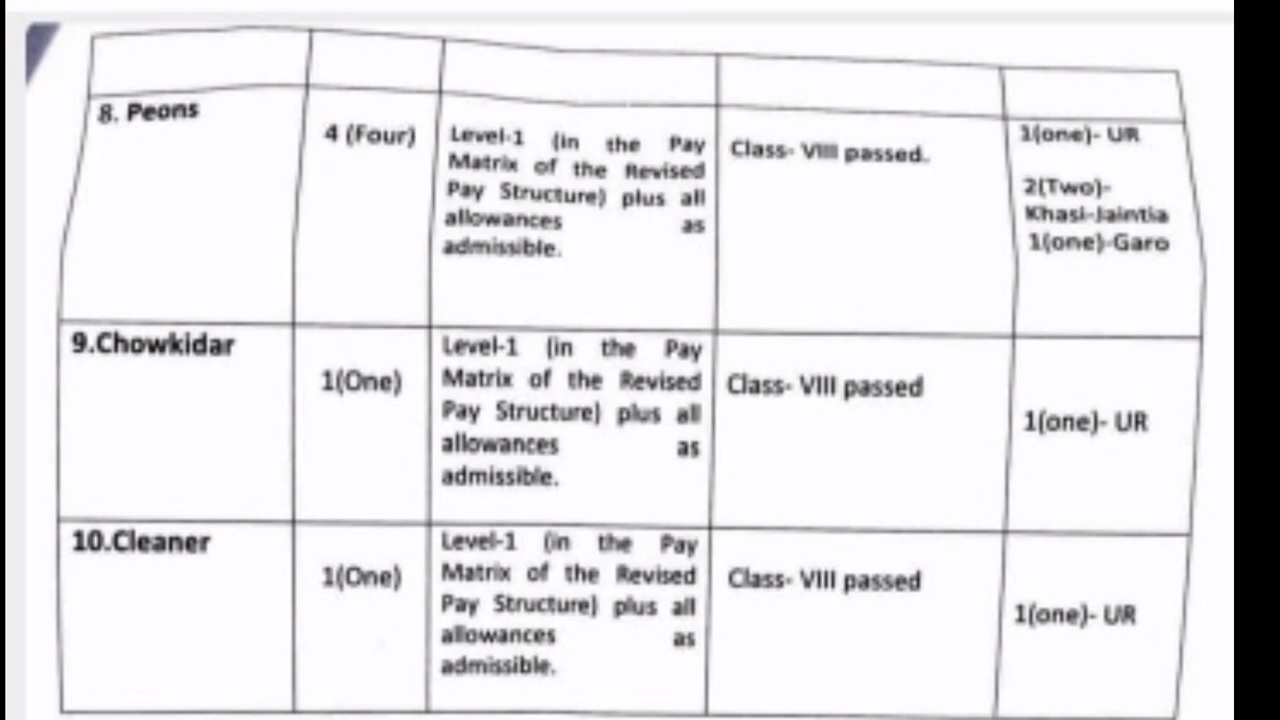 8. Peons
4 (Four)
Level-1 (in the Pay
Matrix of the Revised
Pay Structure) plus all
allowances as
admissible.
Class- VIII passed.
1(one)- UR
2(Two)-
Khasi-Jaintia
1(one)-Garo
9.Chowkidar
1(One)
Level-1 (in the Pay
Matrix of the Revised
Pay Structure) plus all
allowances as
admissible.
Class- VIII passed
1(one)- UR
10.Cleaner
1(One)
Level-1 (in the Pay
Matrix of the Revised
Pay Structure) plus all
allowances as
admissible.
Class- VIII passed
1(one)- UR